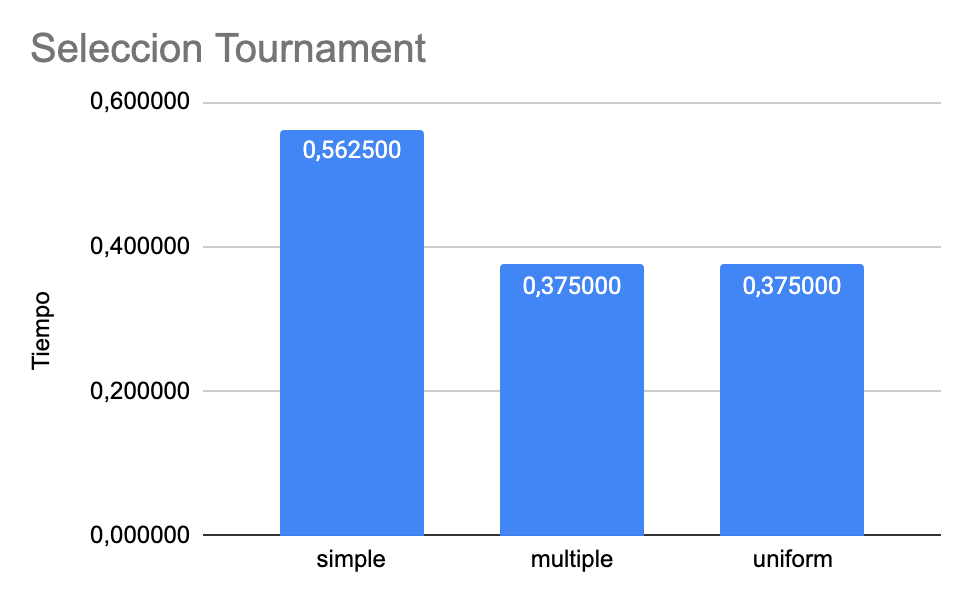 Seleccion Tournament
0,600000
0,562500
0,400000
0,375000
0,375000
Tiempo
0,200000
0,000000
simple
multiple
uniform